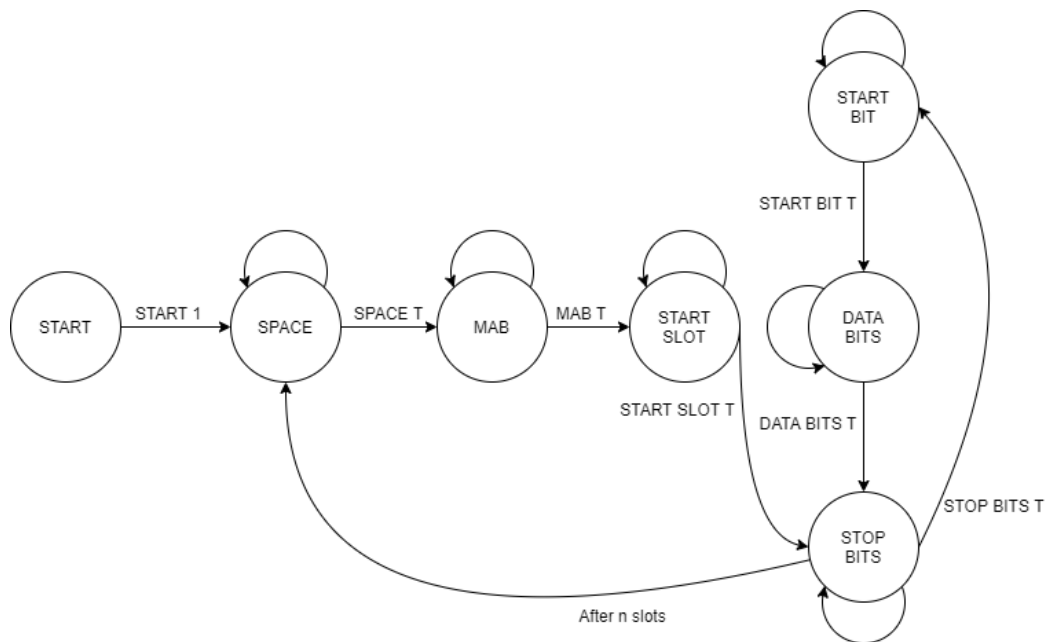 START
BIT
START BIT T
START
START 1
SPACE
SPACE T
MAB
MAB T
START
SLOT
DATA
BITS
START SLOT T
DATA BITS T
STOP BITS T
STOP
BITS
After n slots